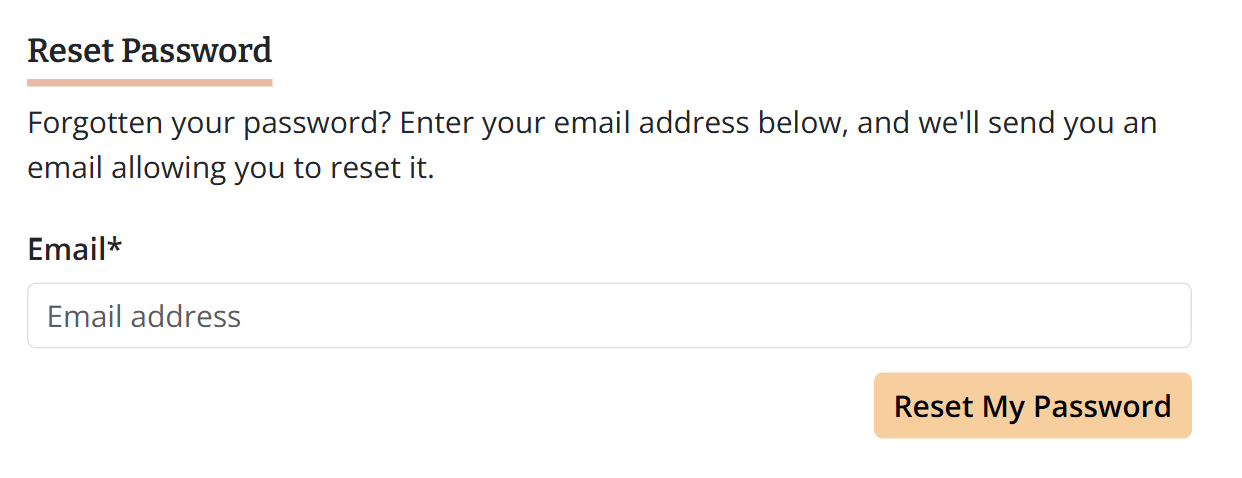 Reset Password
Forgotten your password? Enter your email address below, and we'll send you an
email allowing you to reset it.
Email*
Email address
Reset My Password